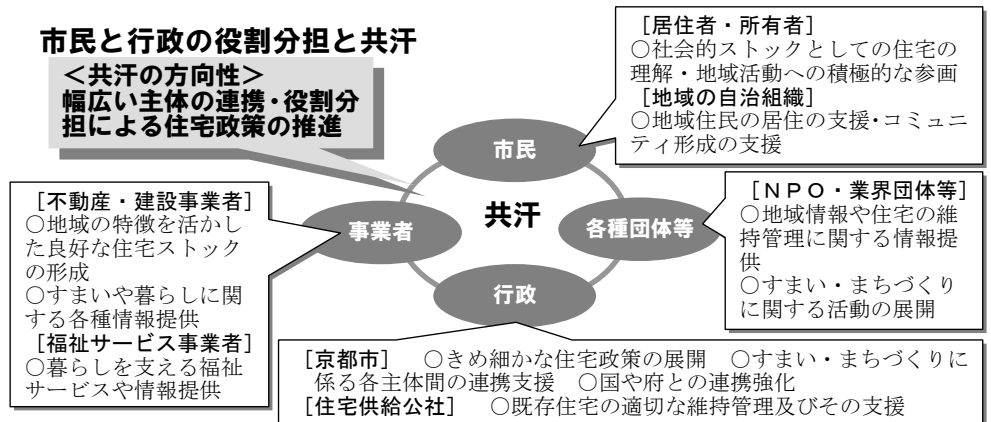 市民と行政の役割分担と共汗
＜共汗の方向性＞
幅広い主体の連携・役割分
担による住宅政策の推進
［居住者・所有者］
○社会的ストックとしての住宅の
理解・地域活動への積極的な参画
［地域の自治組織］
○地域住民の居住の支援・コミュニ
ティ形成の支援
市民
共汗
事業者
各種団体等
行政
［不動産・建設事業者］
○地域の特徴を活かし
た良好な住宅ストック
の形成
○すまいや暮らしに関
する各種情報提供
［福祉サービス事業者］
○暮らしを支える福祉
サービスや情報提供
［ＮＰＯ・業界団体等］
○地域情報や住宅の維
持管理に関する情報提
供
○すまい・まちづくり
に関する活動の展開
［京都市］　○きめ細かな住宅政策の展開　○すまい・まちづくりに
係る各主体間の連携支援　○国や府との連携強化
［住宅供給公社］　○既存住宅の適切な維持管理及びその支援